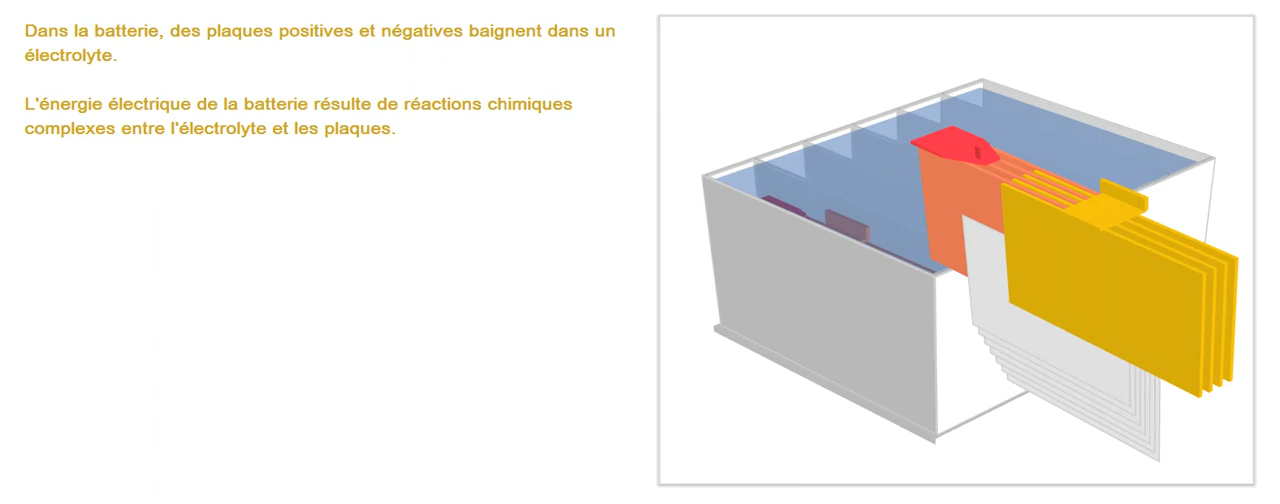 Dans la batterie, des plaques positives et négatives baignent dans un
électrolyte.
L'énergie électrique de la batterie résulte de réactions chimiques
complexes entre l'électrolyte et les plaques.